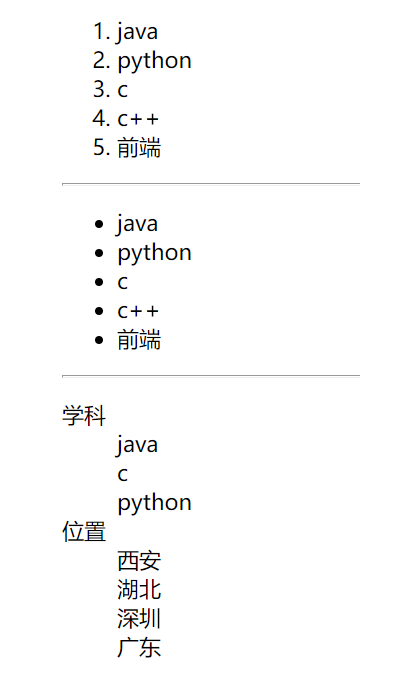 1. java
2. python
3. c
4. c++
5. 前端
• java
• python
• c
• c++
• 前端
学科
java
c
python
位置
西安
湖北
深圳
广东